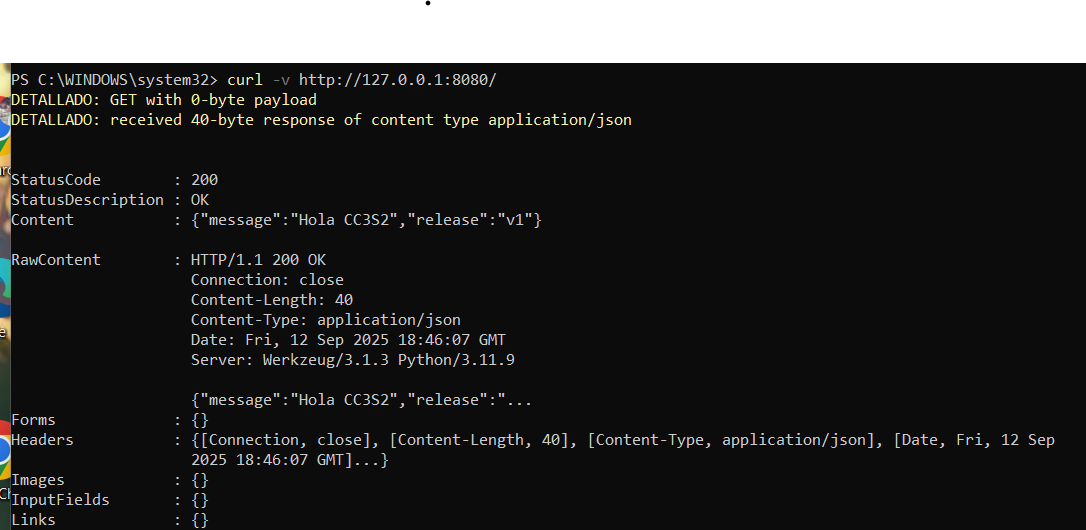 PS C:\WINDOWS\system32> curl -v http://127.0.0.1:8080/
DETALLADO: GET with 0-byte payload
DETALLADO: received 40-byte response of content type application/json
StatusCode        : 200
StatusDescription : OK
Content           : {"message":"Hola CC3S2","release":"v1"}
RawContent        : HTTP/1.1 200 OK
                    Connection: close
                    Content-Length: 40
                    Content-Type: application/json
                    Date: Fri, 12 Sep 2025 18:46:07 GMT
                    Server: Werkzeug/3.1.3 Python/3.11.9
                    {"message":"Hola CC3S2","release":"...
Forms             : {}
Headers           : {[Connection, close], [Content-Length, 40], [Content-Type, application/json], [Date, Fri, 12 Sep
                    2025 18:46:07 GMT]...}
Images            : {}
InputFields       : {}
Links             : {}